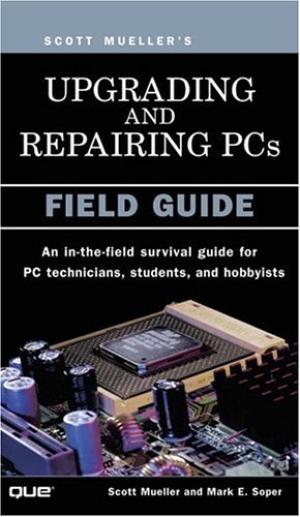 SCOTT MUELLER'S
UPGRADING
AND
REPAIRING PCs
FIELD GUIDE
An in-the-field survival guide for
PC technicians, students, and hobbyists
QUE
Scott Mueller and Mark E. Soper